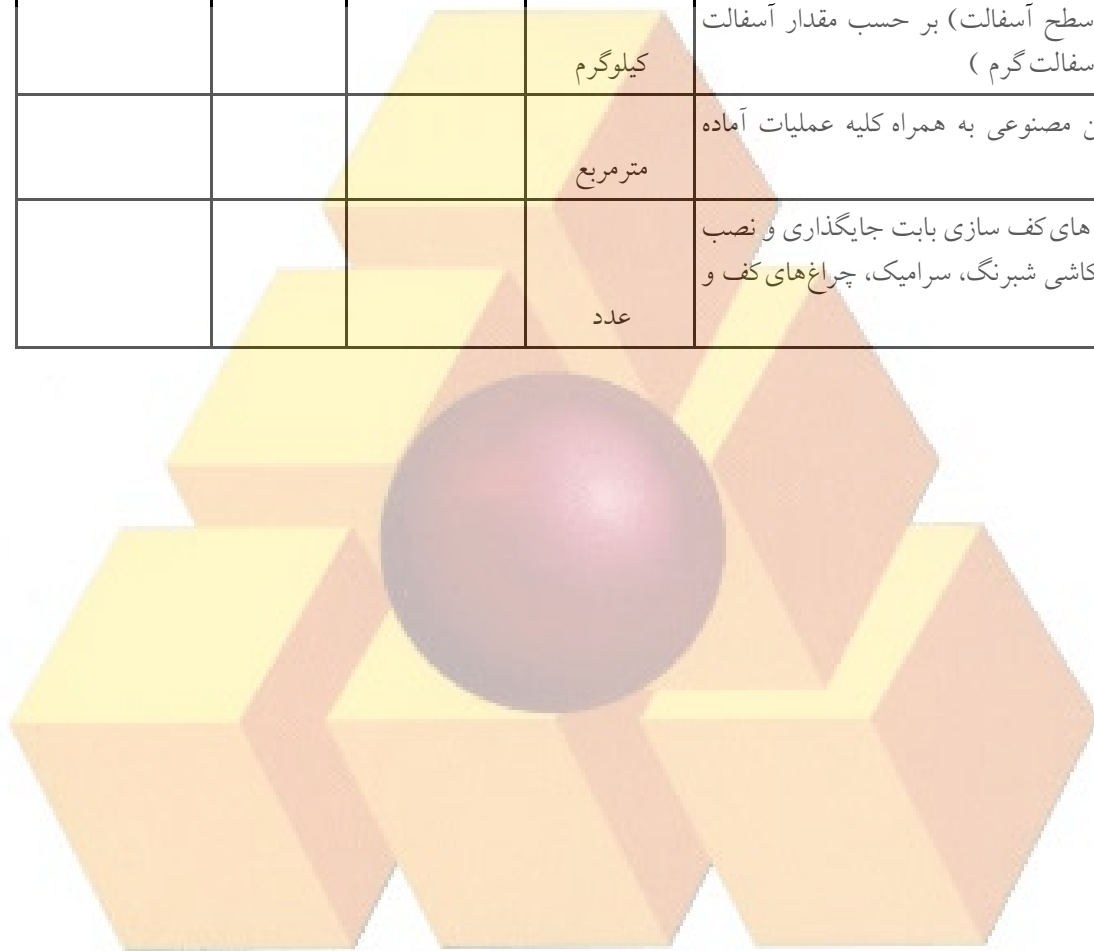 سطح آسفالت) بر حسب مقدار آسفالت
سفالت گرم )
کیلوگرم
ن مصنوعی به همراه کلیه عملیات آماده
مترمربع
های کف سازی بابت جایگذاری و نصب
کاشی شبرنگ، سرامیک، چراغ‌های کف و
عدد